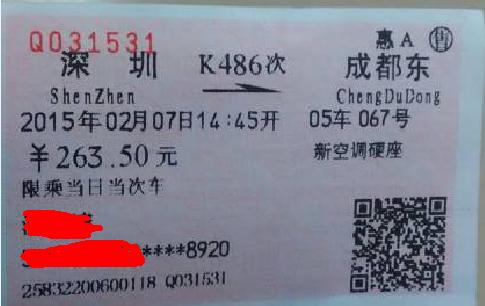 Q031531
惠A 售
深圳 K486次 成都东
ShenZhen ChengDuDong
2015年02月07日14:45开 05车 067号
￥263.50元 新空调硬座
限乘当日当次车
****8920
25832200600118 Q031531